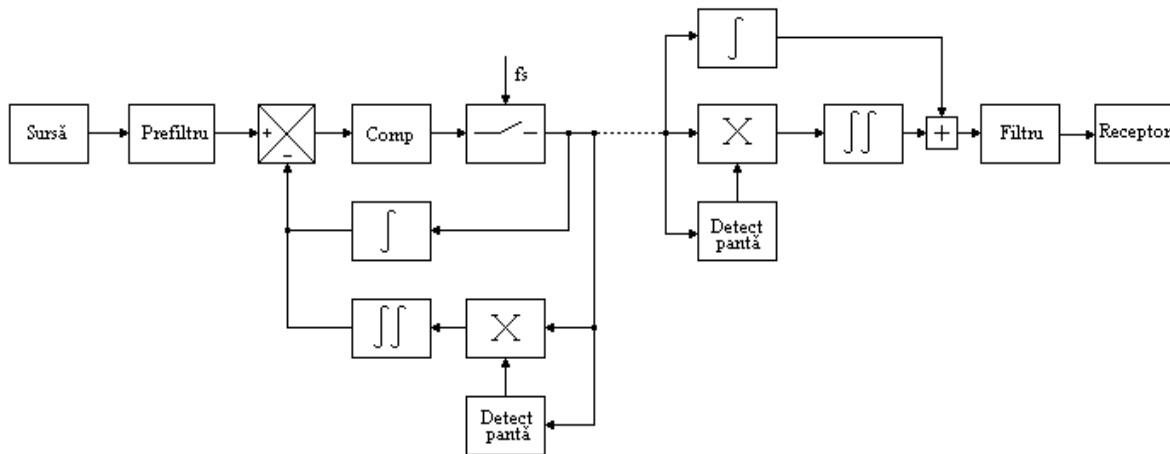 fs
Sursă
Prefiltru
+
−
Comp
∫
∫∫
X
Detect
pantă
∫
X
∫∫
+
Filtru
Receptor
Detect
pantă